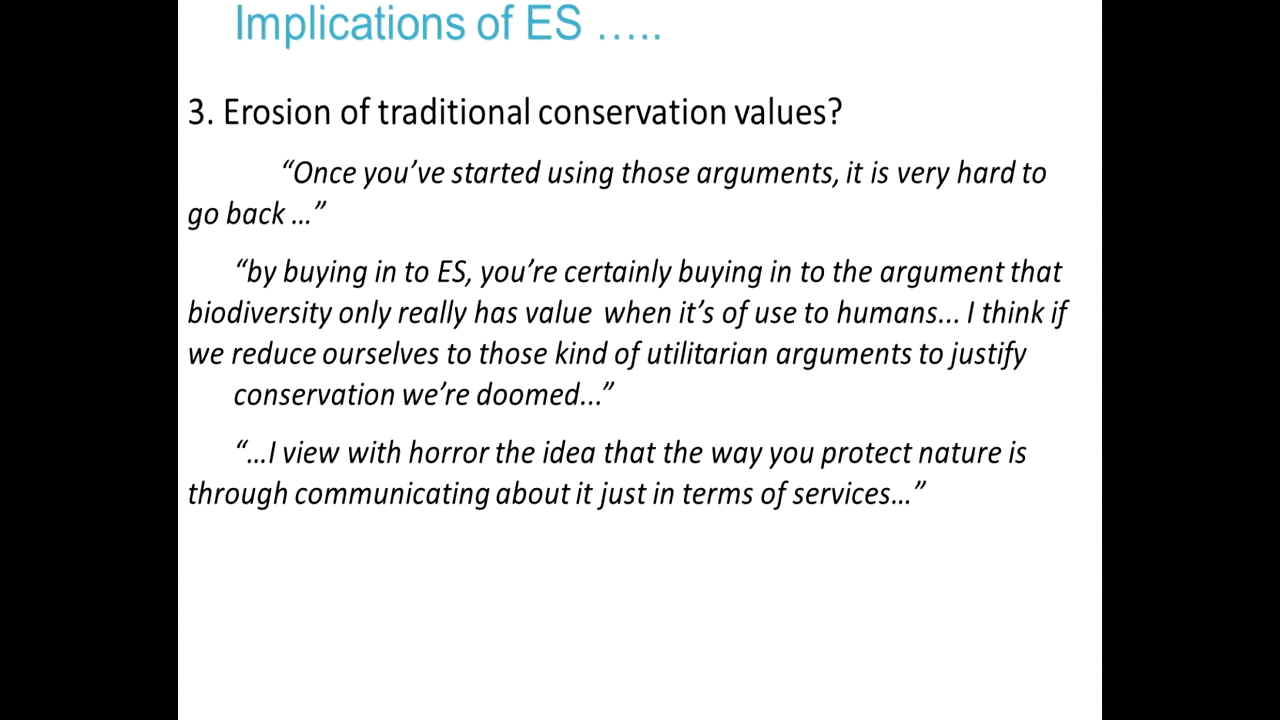 Implications of ES .....
3. Erosion of traditional conservation values?
“Once you’ve started using those arguments, it is very hard to
go back ...”
“by buying in to ES, you’re certainly buying in to the argument that
biodiversity only really has value when it’s of use to humans... I think if
we reduce ourselves to those kind of utilitarian arguments to justify
conservation we’re doomed...”
“...I view with horror the idea that the way you protect nature is
through communicating about it just in terms of services...”